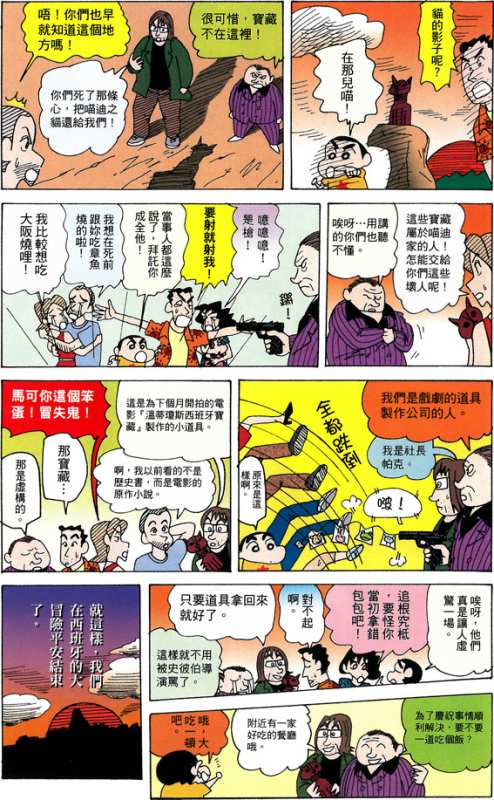 貓的影子呢？
在那兒喵！
很可惜，寶藏
不在這裡！
唔！你們也早
就知道這個地
方嗎！
你們死了那條
心，把喵迪之
貓還給我們！
這些寶藏
屬於喵迪
家的！
怎能交給
你們這些
壞人呢！
唉呀…用講
的你們也聽
不懂。
鏘！
噫噫噫！
是槍！
要射就射我！
當事人都這麼
說了，拜託你
成全他！
我想在死前
跟妳吃章魚
燒的啦！
我比較想吃
大阪燒哩！
我們是戲劇的道具
製作公司的人。
我是社長
帕克。
啵！
全都跌倒
原來是這
樣啊。
這是為下個月開拍的電
影『溫蒂瓊斯西班牙寶
藏』製作的小道具。
啊，我以前看的不是
歷史書，而是電影的
原作小說。
馬可你這個笨
蛋！冒失鬼！
那寶藏…
那是虛構的。
唉呀，他們
真是讓人虛
驚一場。
追根究柢
，要怪你
當初拿錯
包包吧！
對不起
啊。
只要道具拿回來
就好了。
這樣就不用
被史彼伯導
演罵了。
為了慶祝事情順
利解決，要不要
一道吃個飯？
附近有一家
好吃的餐廳
哦。
哦，大
吃一頓
吧。
就這樣，我們
在西班牙的大
冒險平安結束
了。